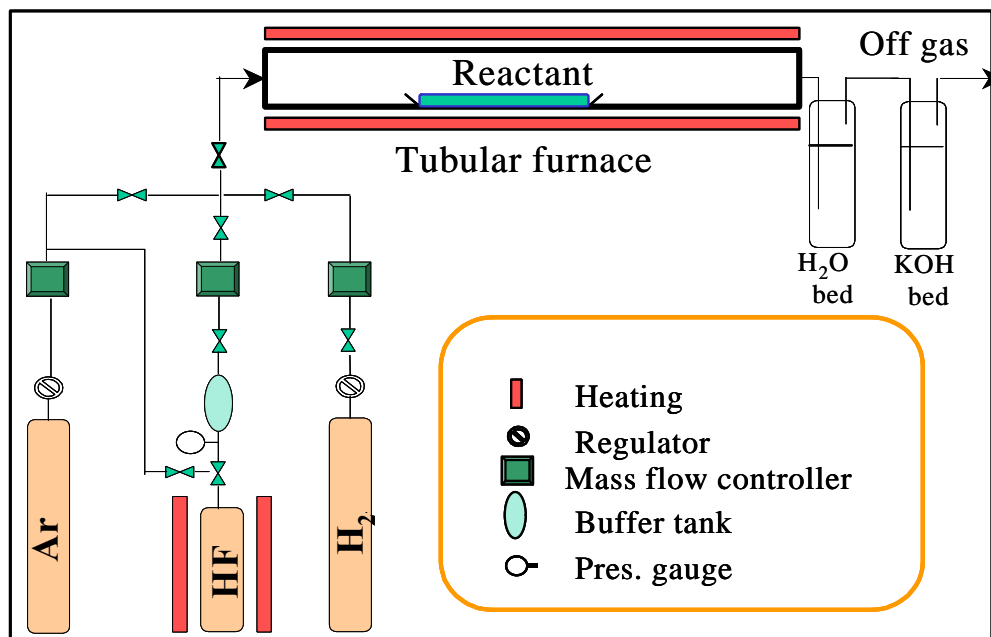 Off gas
Reactant
Tubular furnace
H₂O
bed
KOH
bed
Heating
Regulator
Mass flow controller
Buffer tank
Pres. gauge
Ar
HF
H₂